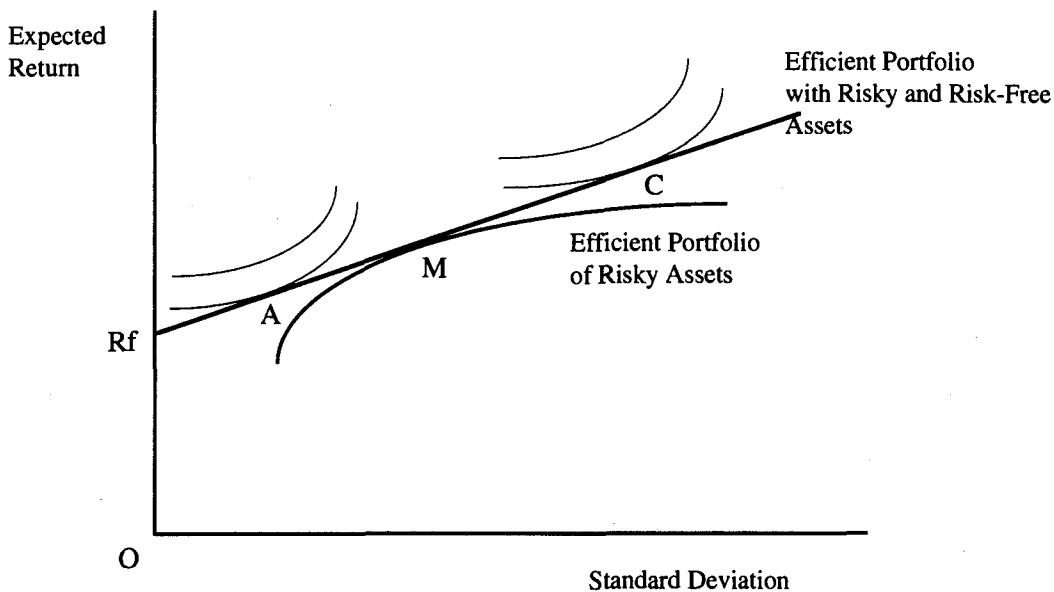 Expected
Return
Efficient Portfolio
with Risky and Risk-Free
Assets
C
Efficient Portfolio
of Risky Assets
M
A
Rf
O
Standard Deviation